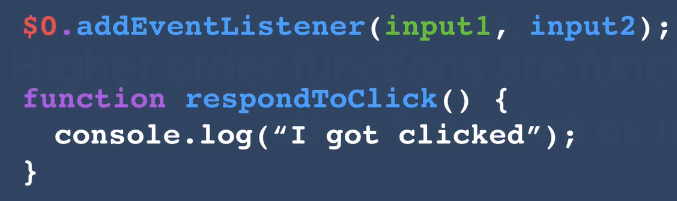 $0.addEventListener(input1, input2);
function respondToClick() {
console.log(“I got clicked”);
}